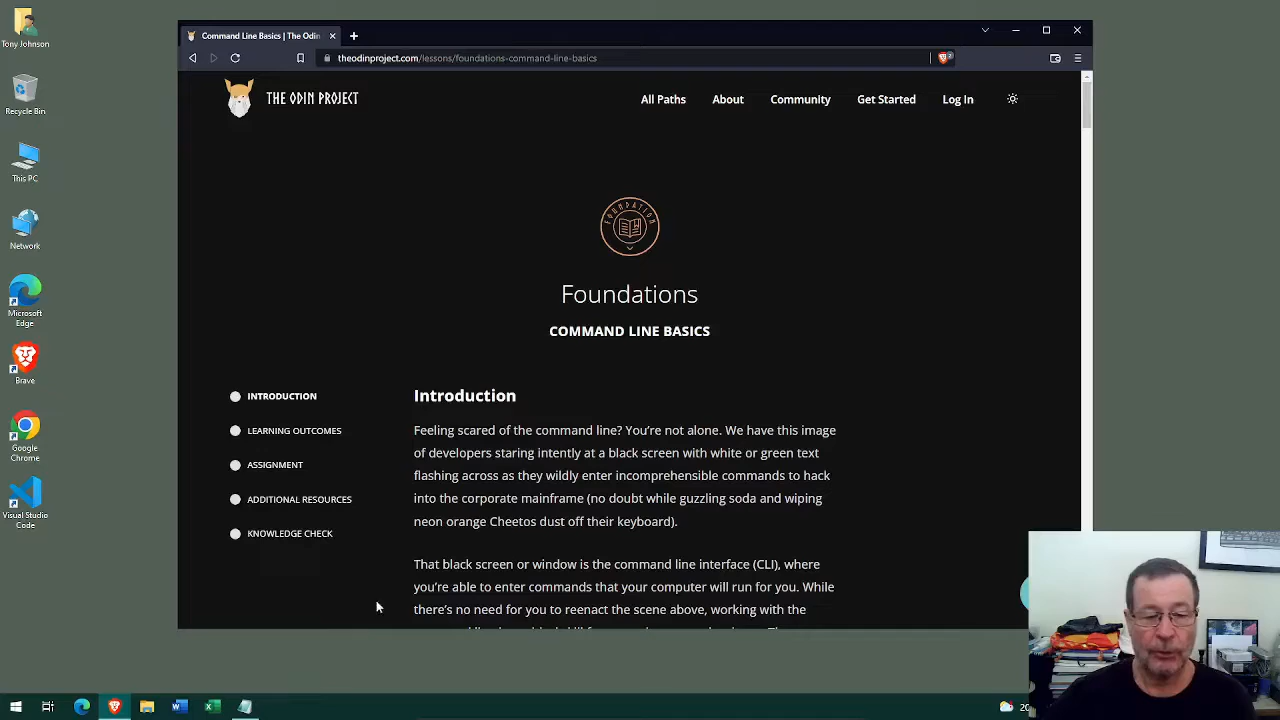 Tony Johnson
Recycle Bin
This PC
Network
Microsoft
Edge
Brave
Google
Chrome
Visual Studio
Code
Command Line Basics | The Odin
theodinproject.com/lessons/foundations-command-line-basics
2
THE ODIN PROJECT
All Paths
About
Community
Get Started
Log In
FOUNDATION
Foundations
COMMAND LINE BASICS
INTRODUCTION
LEARNING OUTCOMES
ASSIGNMENT
ADDITIONAL RESOURCES
KNOWLEDGE CHECK
Introduction
Feeling scared of the command line? You're not alone. We have this image
of developers staring intently at a black screen with white or green text
flashing across as they wildly enter incomprehensible commands to hack
into the corporate mainframe (no doubt while guzzling soda and wiping
neon orange Cheetos dust off their keyboard).
That black screen or window is the command line interface (CLI), where
you're able to enter commands that your computer will run for you. While
there's no need for you to reenact the scene above, working with the